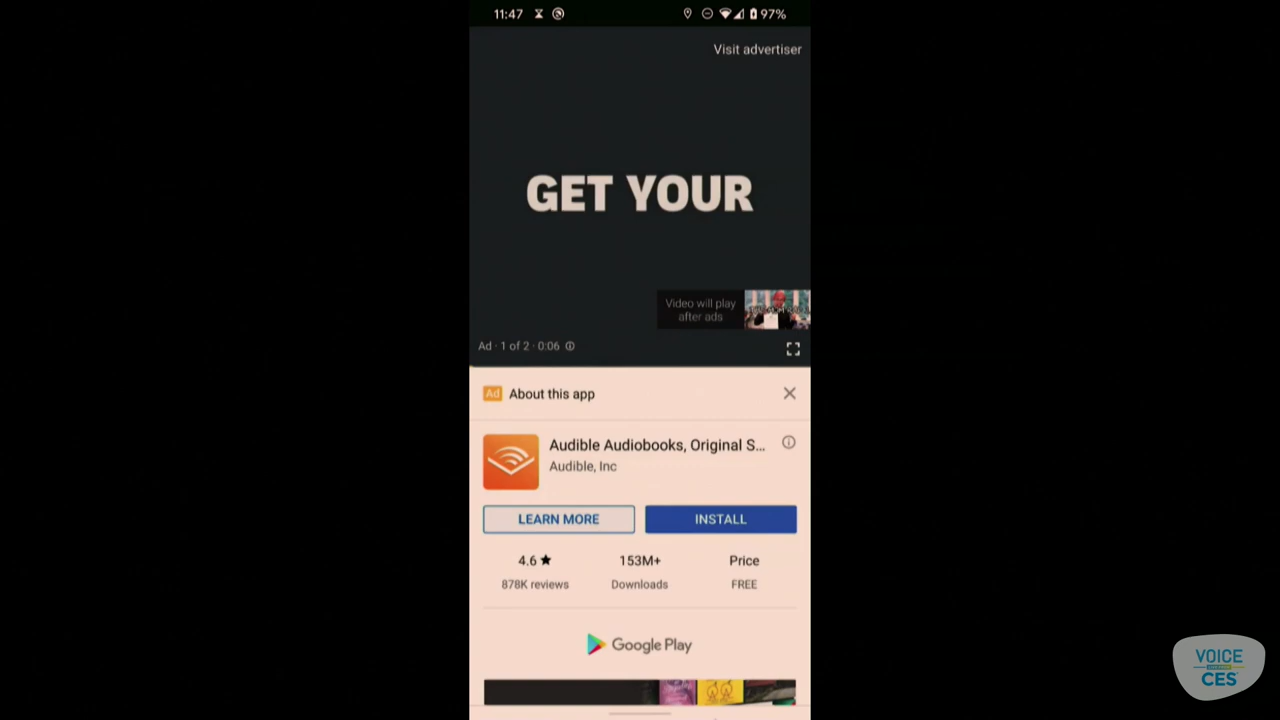 11:47
97%
Visit advertiser
GET YOUR
Video will play
after ads
Ad · 1 of 2 · 0:06
Ad About this app
Audible Audiobooks, Original S...
Audible, Inc
LEARN MORE
INSTALL
4.6 ★
153M+
Price
878K reviews
Downloads
FREE
Google Play
VOICE
CES